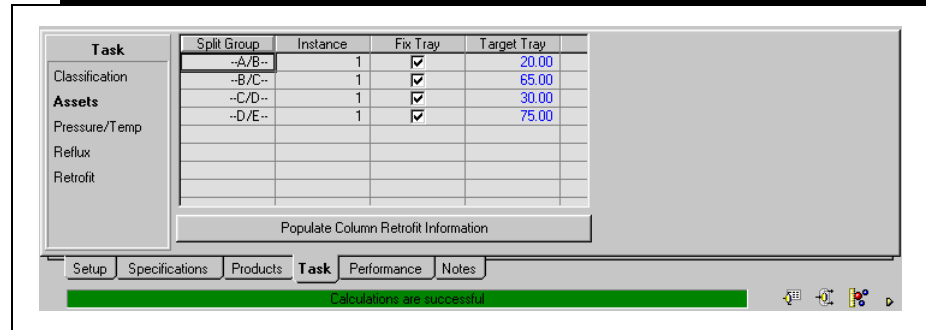 Task
Classification
Assets
Pressure/Temp
Reflux
Retrofit
Split Group Instance Fix Tray Target Tray
--A/B-- 1 20.00
--B/C-- 1 65.00
--C/D-- 1 30.00
--D/E-- 1 75.00
Populate Column Retrofit Information
Setup Specifications Products Task Performance Notes
Calculations are successful